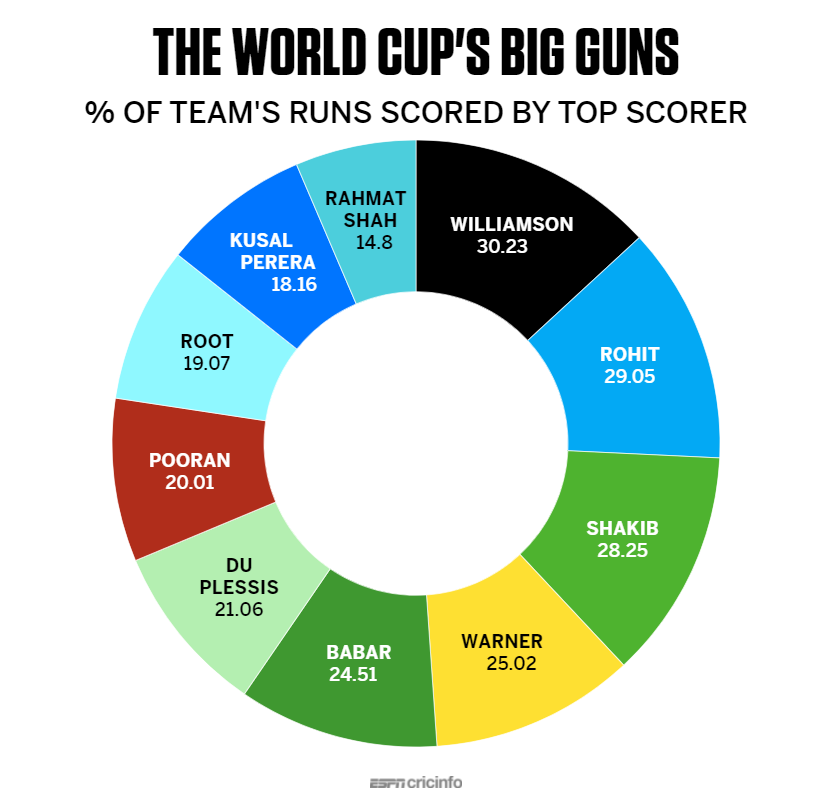 THE WORLD CUP'S BIG GUNS
% OF TEAM'S RUNS SCORED BY TOP SCORER
WILLIAMSON
30.23
ROHIT
29.05
SHAKIB
28.25
WARNER
25.02
BABAR
24.51
DU
PLESSIS
21.06
POORAN
20.01
ROOT
19.07
KUSAL
PERERA
18.16
RAHMAT
SHAH
14.8
ESPN cricinfo